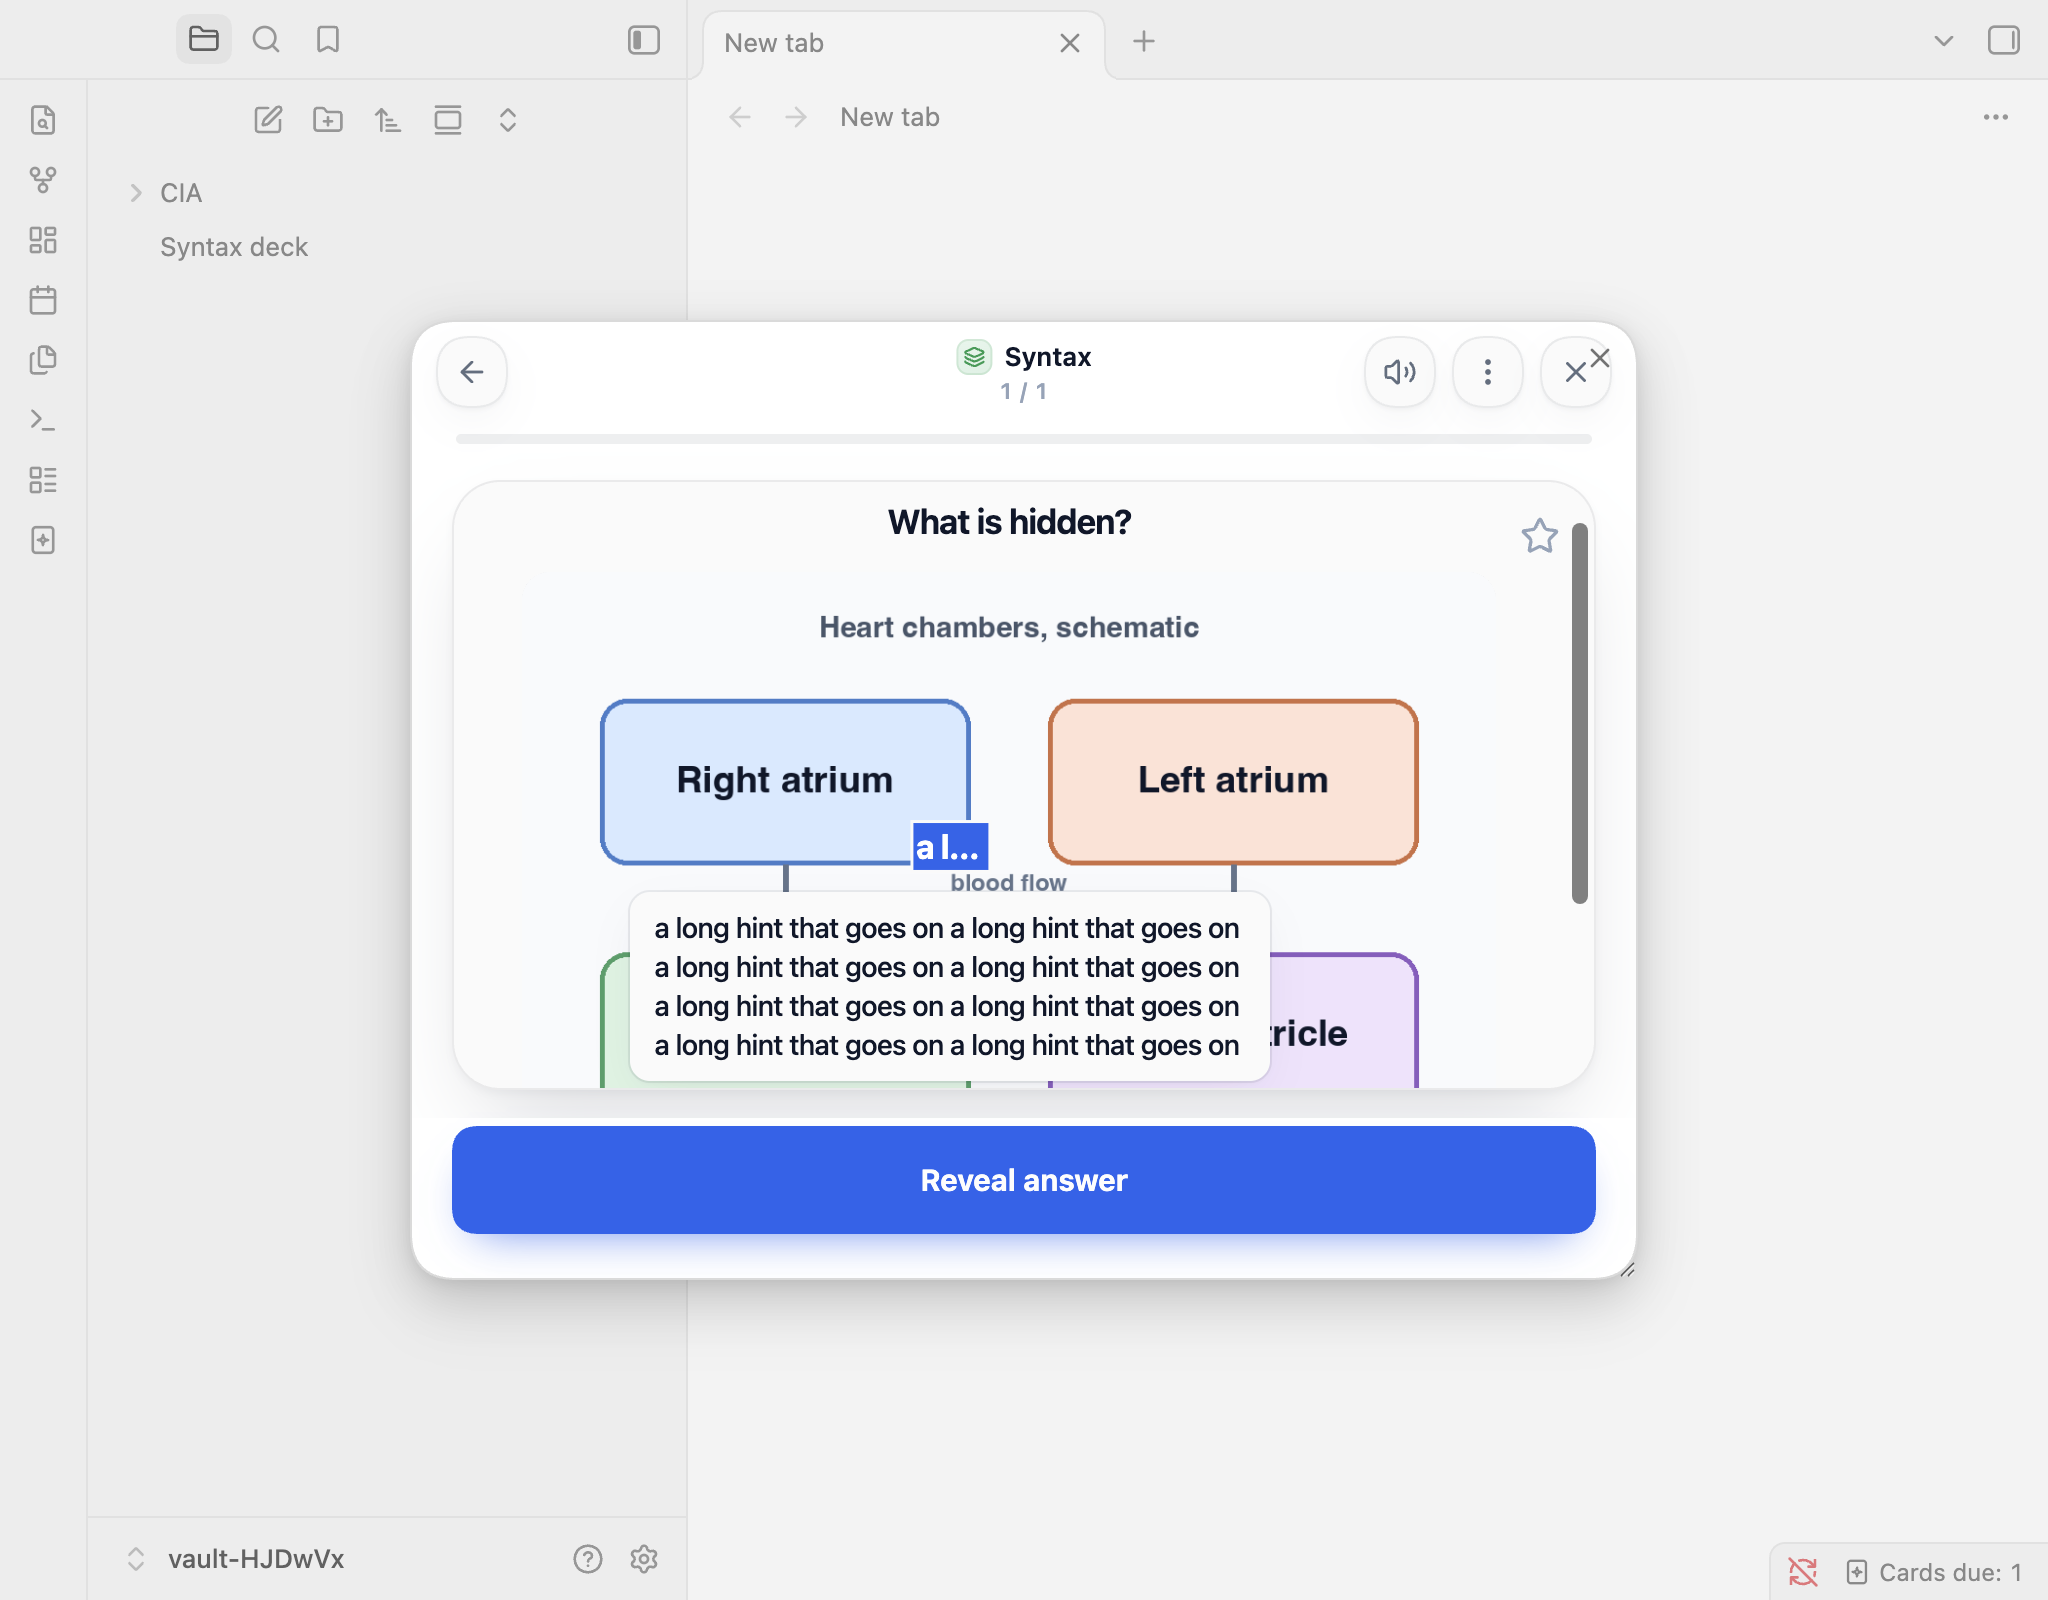 New tab
New tab
CIA
Syntax deck
Syntax
1 / 1
What is hidden?
Heart chambers, schematic
Right atrium
Left atrium
a l...
blood flow
a long hint that goes on a long hint that goes on
a long hint that goes on a long hint that goes on
a long hint that goes on a long hint that goes on
a long hint that goes on a long hint that goes on
tricle
Reveal answer
vault-HJDwVx
Cards due: 1